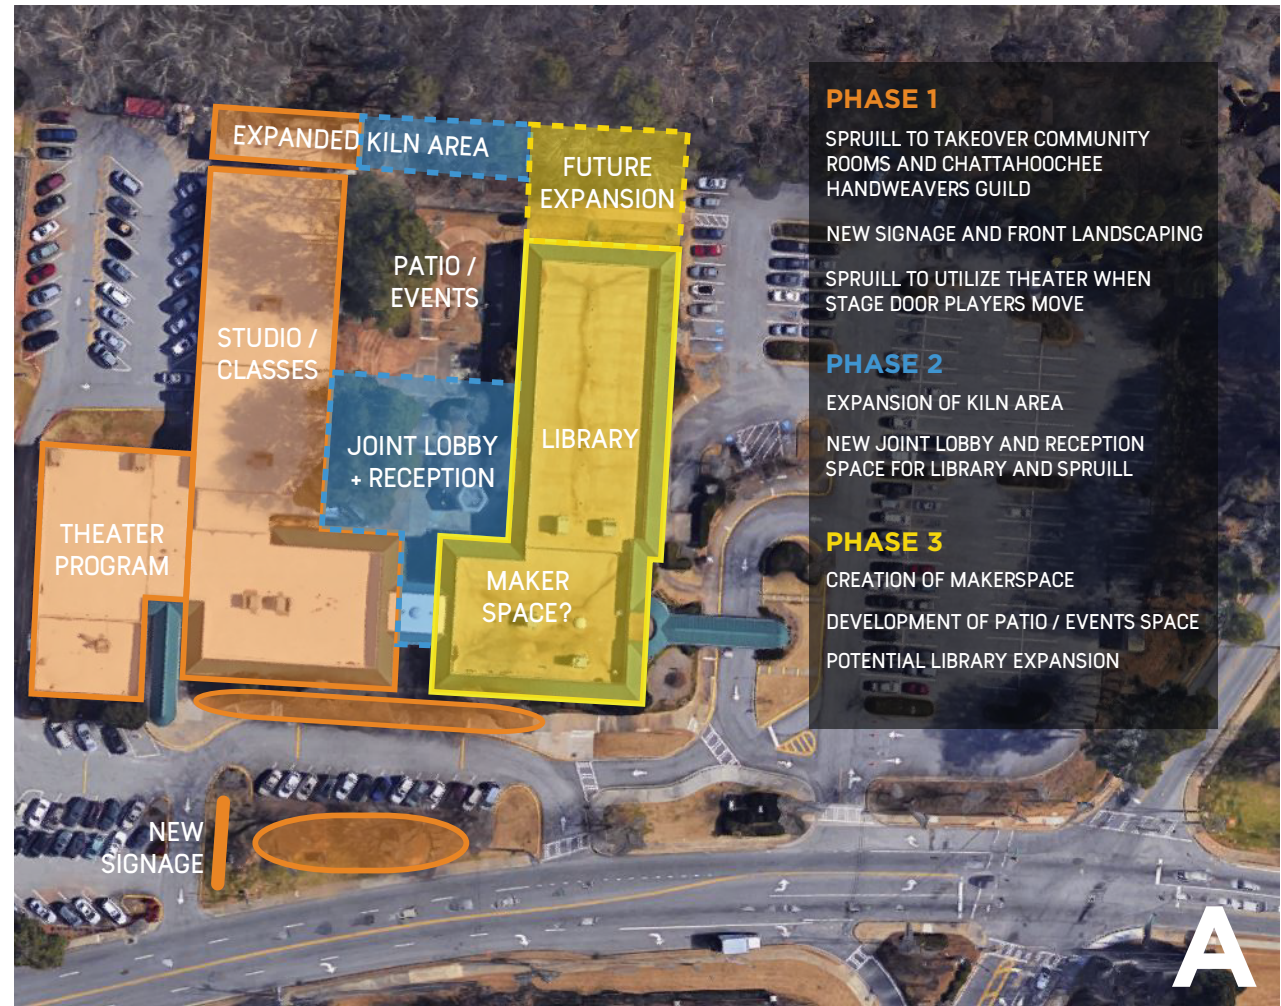 EXPANDED KILN AREA
FUTURE
EXPANSION
PATIO /
EVENTS
STUDIO /
CLASSES
JOINT LOBBY
+ RECEPTION
LIBRARY
THEATER
PROGRAM
MAKER
SPACE?
NEW
SIGNAGE
PHASE 1
SPRUILL TO TAKEOVER COMMUNITY
ROOMS AND CHATTAHOOCHEE
HANDWEAVERS GUILD
NEW SIGNAGE AND FRONT LANDSCAPING
SPRUILL TO UTILIZE THEATER WHEN
STAGE DOOR PLAYERS MOVE
PHASE 2
EXPANSION OF KILN AREA
NEW JOINT LOBBY AND RECEPTION
SPACE FOR LIBRARY AND SPRUILL
PHASE 3
CREATION OF MAKERSPACE
DEVELOPMENT OF PATIO / EVENTS SPACE
POTENTIAL LIBRARY EXPANSION
A